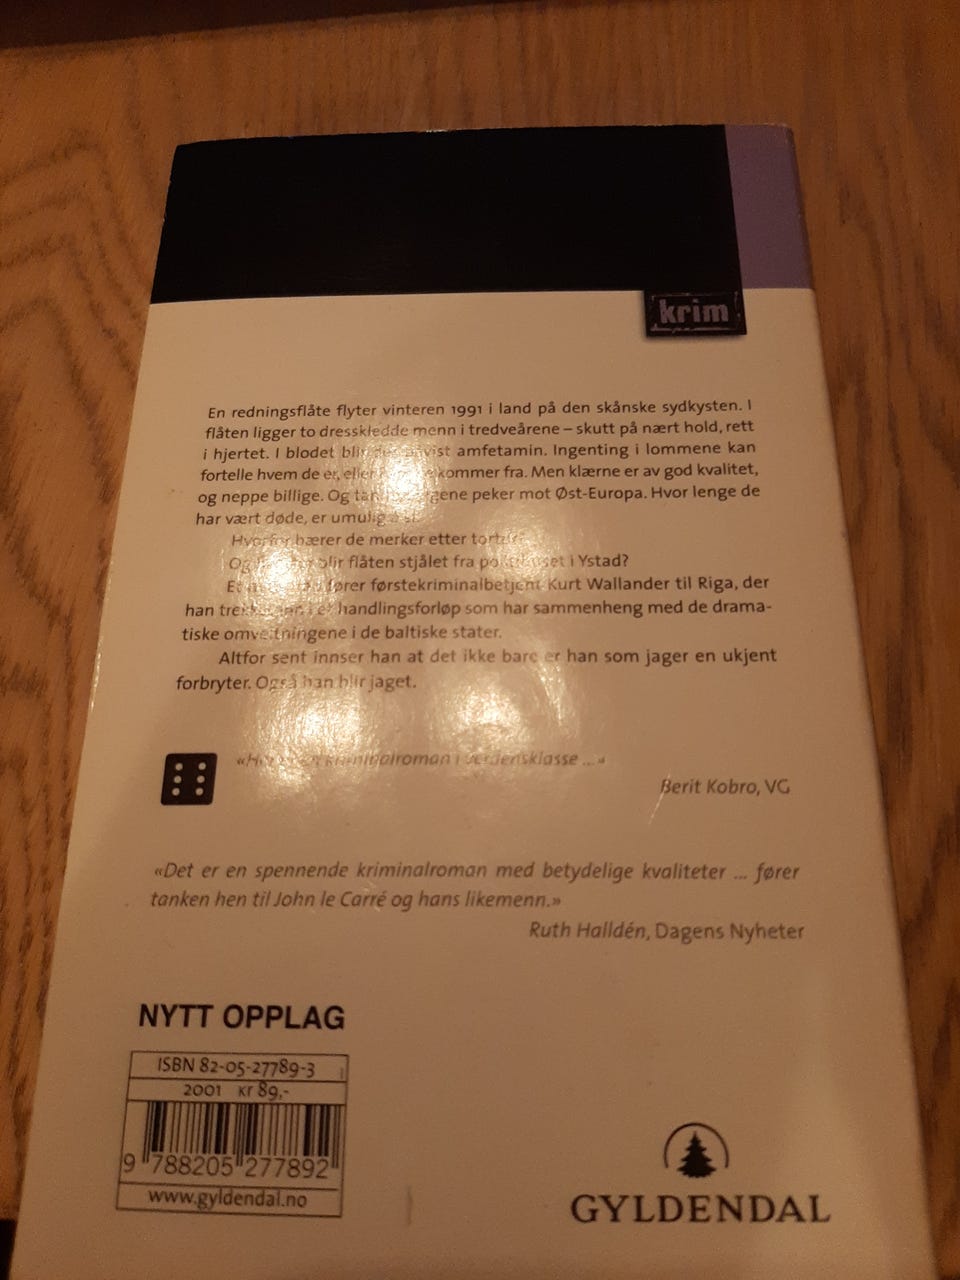 krim
En redningsflåte flyter vinteren 1991 i land på den skånske sydkysten. I
flåten ligger to dresskledde menn i tredveårene – skutt på nært hold, rett
i hjertet. I blodet blir det påvist amfetamin. Ingenting i lommene kan
fortelle hvem de er, eller kommer fra. Men klærne er av god kvalitet,
og neppe billige. Og peker mot Øst-Europa. Hvor lenge de
har vært døde, er umulig å si.
Hvorfor bærer de merker etter tortur?
Og hvorfor blir flåten stjålet fra politihuset i Ystad?
fører førstekriminalbetjent Kurt Wallander til Riga, der
han trekkes inn i et handlingsforløp som har sammenheng med de drama-
tiske omveltningene i de baltiske stater.
Altfor sent innser han at det ikke bare er han som jager en ukjent
forbryter. Også han blir jaget.
kriminalroman i verdensklasse ...»
Berit Kobro, VG
«Det er en spennende kriminalroman med betydelige kvaliteter ... fører
tanken hen til John le Carré og hans likemenn.»
Ruth Halldén, Dagens Nyheter
NYTT OPPLAG
ISBN 82-05-27789-3
2001 kr 89,-
9 788205 277892
www.gyldendal.no
GYLDENDAL